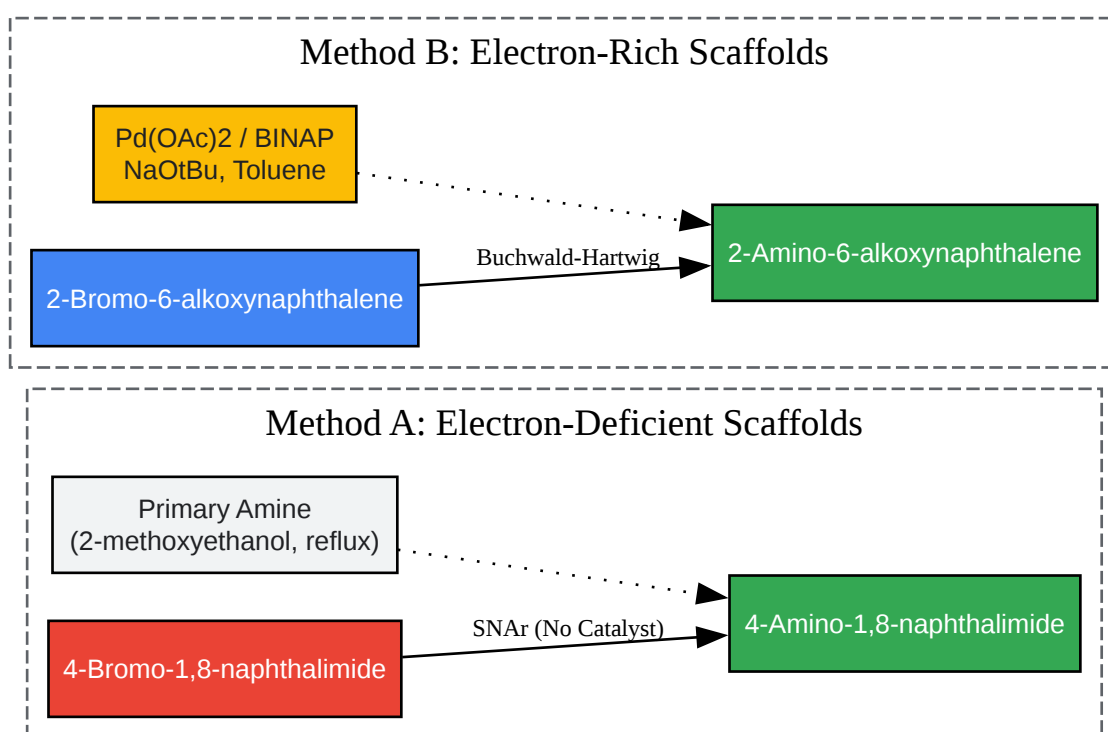 Method B: Electron-Rich Scaffolds
Pd(OAc)2 / BINAP
NaOtBu, Toluene
2-Bromo-6-alkoxynaphthalene
Buchwald-Hartwig
2-Amino-6-alkoxynaphthalene
Method A: Electron-Deficient Scaffolds
Primary Amine
(2-methoxyethanol, reflux)
4-Bromo-1,8-naphthalimide
SNAr (No Catalyst)
4-Amino-1,8-naphthalimide